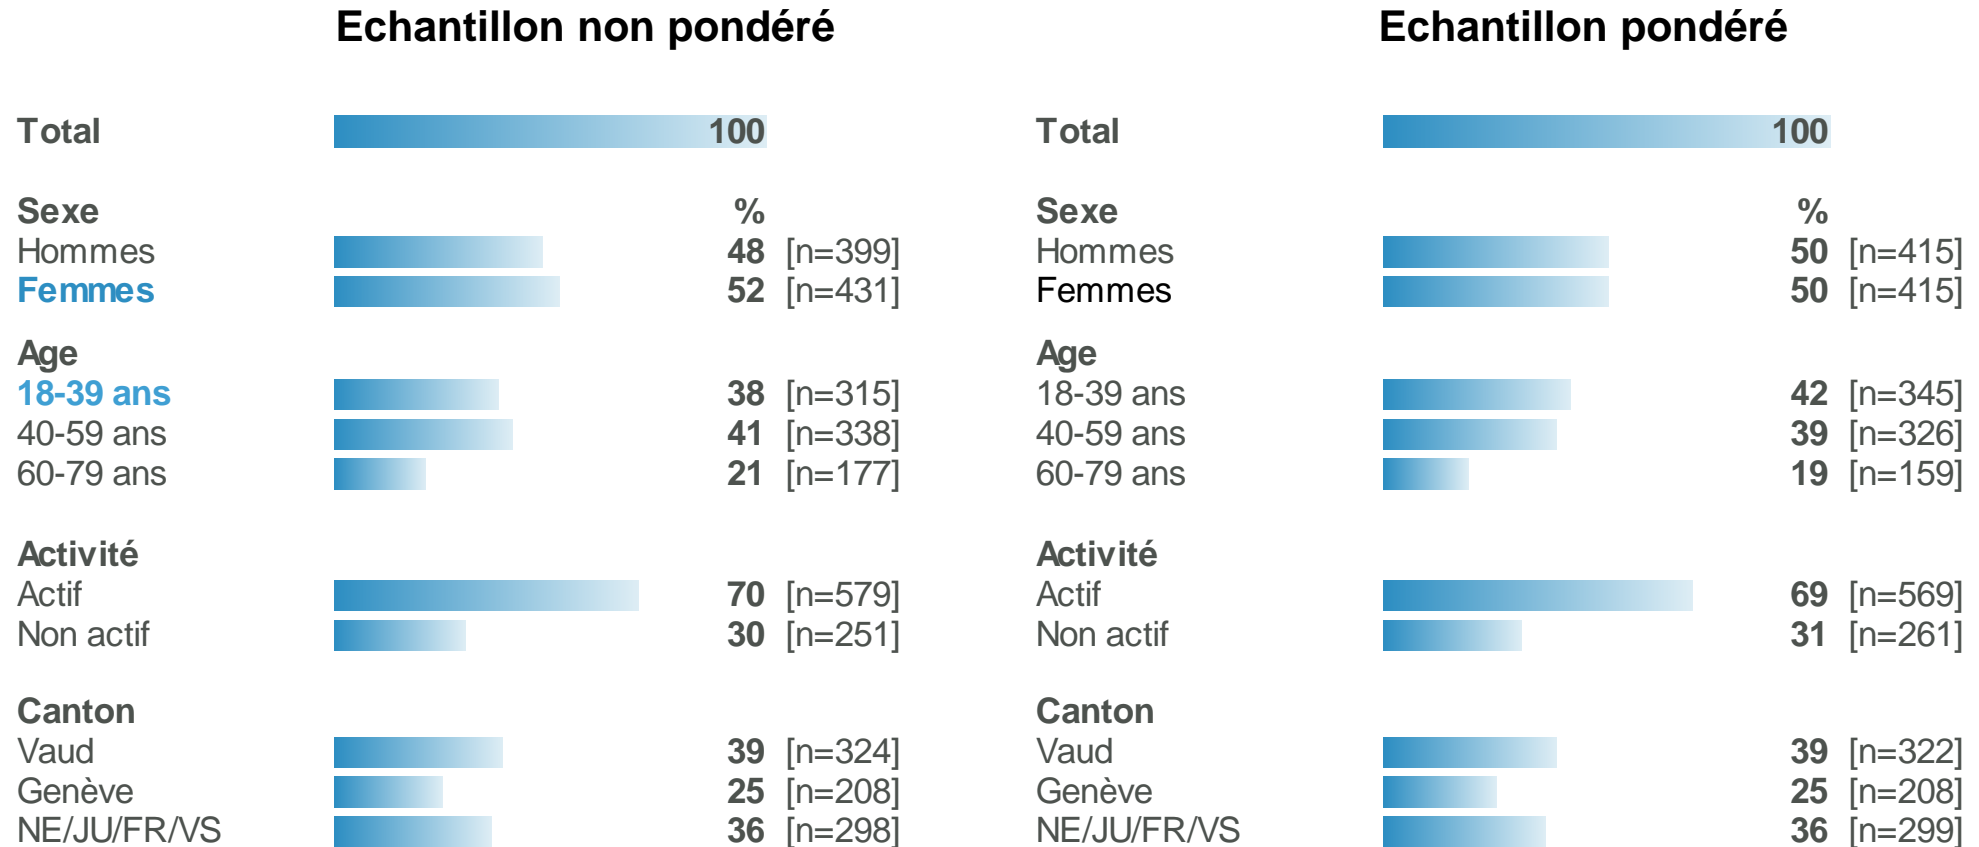 Echantillon non pondéré
Total 100
Sexe %
Hommes 48 [n=399]
Femmes 52 [n=431]
Age
18-39 ans 38 [n=315]
40-59 ans 41 [n=338]
60-79 ans 21 [n=177]
Activité
Actif 70 [n=579]
Non actif 30 [n=251]
Canton
Vaud 39 [n=324]
Genève 25 [n=208]
NE/JU/FR/VS 36 [n=298]
Echantillon pondéré
Total 100
Sexe %
Hommes 50 [n=415]
Femmes 50 [n=415]
Age
18-39 ans 42 [n=345]
40-59 ans 39 [n=326]
60-79 ans 19 [n=159]
Activité
Actif 69 [n=569]
Non actif 31 [n=261]
Canton
Vaud 39 [n=322]
Genève 25 [n=208]
NE/JU/FR/VS 36 [n=299]